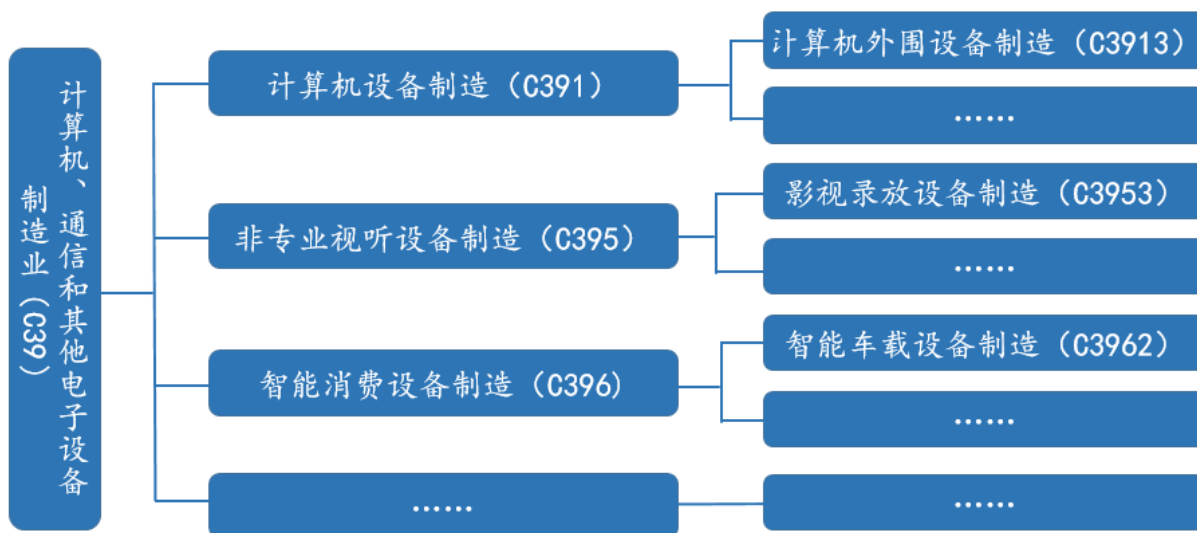 计算机、通信和其他电子设备
制造业（C39）
计算机设备制造（C391）
计算机外围设备制造（C3913）
……
非专业视听设备制造（C395）
影视录放设备制造（C3953）
……
智能消费设备制造（C396）
智能车载设备制造（C3962）
……
……
……